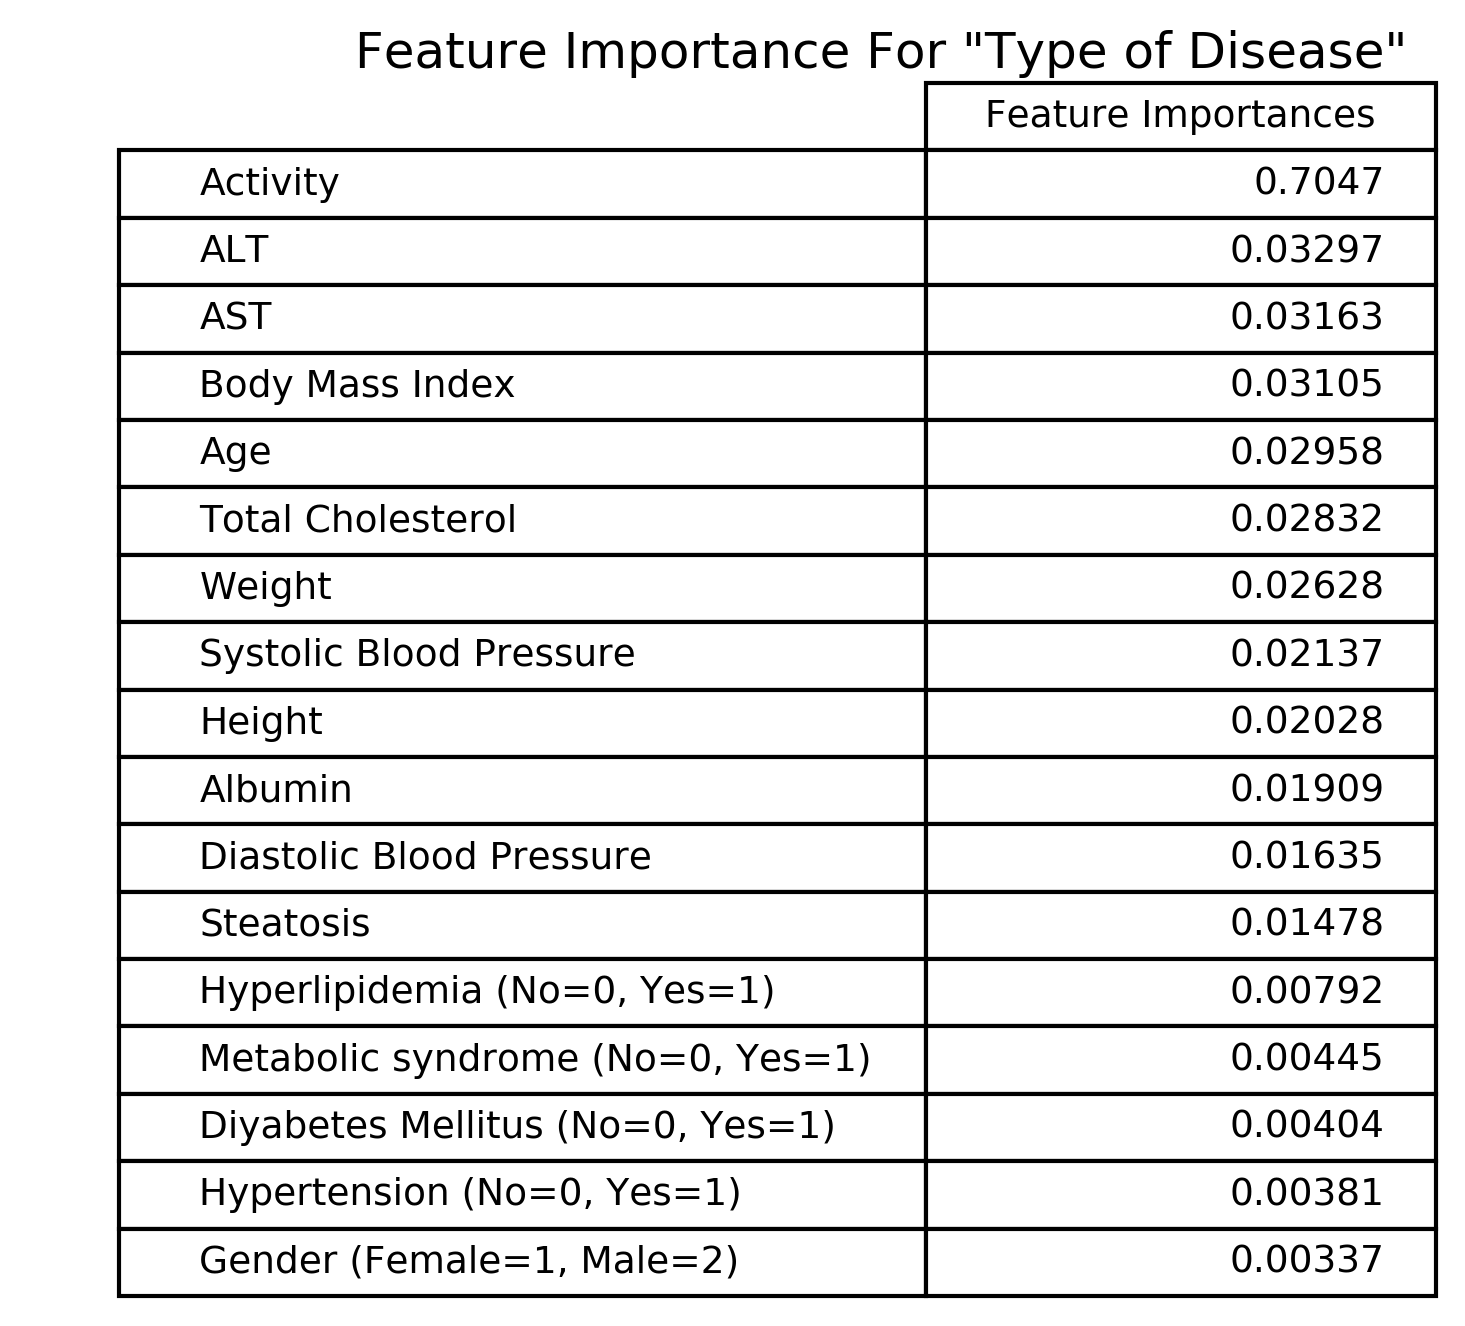 Feature Importance For "Type of Disease"
Feature Importances
Activity 0.7047
ALT 0.03297
AST 0.03163
Body Mass Index 0.03105
Age 0.02958
Total Cholesterol 0.02832
Weight 0.02628
Systolic Blood Pressure 0.02137
Height 0.02028
Albumin 0.01909
Diastolic Blood Pressure 0.01635
Steatosis 0.01478
Hyperlipidemia (No=0, Yes=1) 0.00792
Metabolic syndrome (No=0, Yes=1) 0.00445
Diyabetes Mellitus (No=0, Yes=1) 0.00404
Hypertension (No=0, Yes=1) 0.00381
Gender (Female=1, Male=2) 0.00337